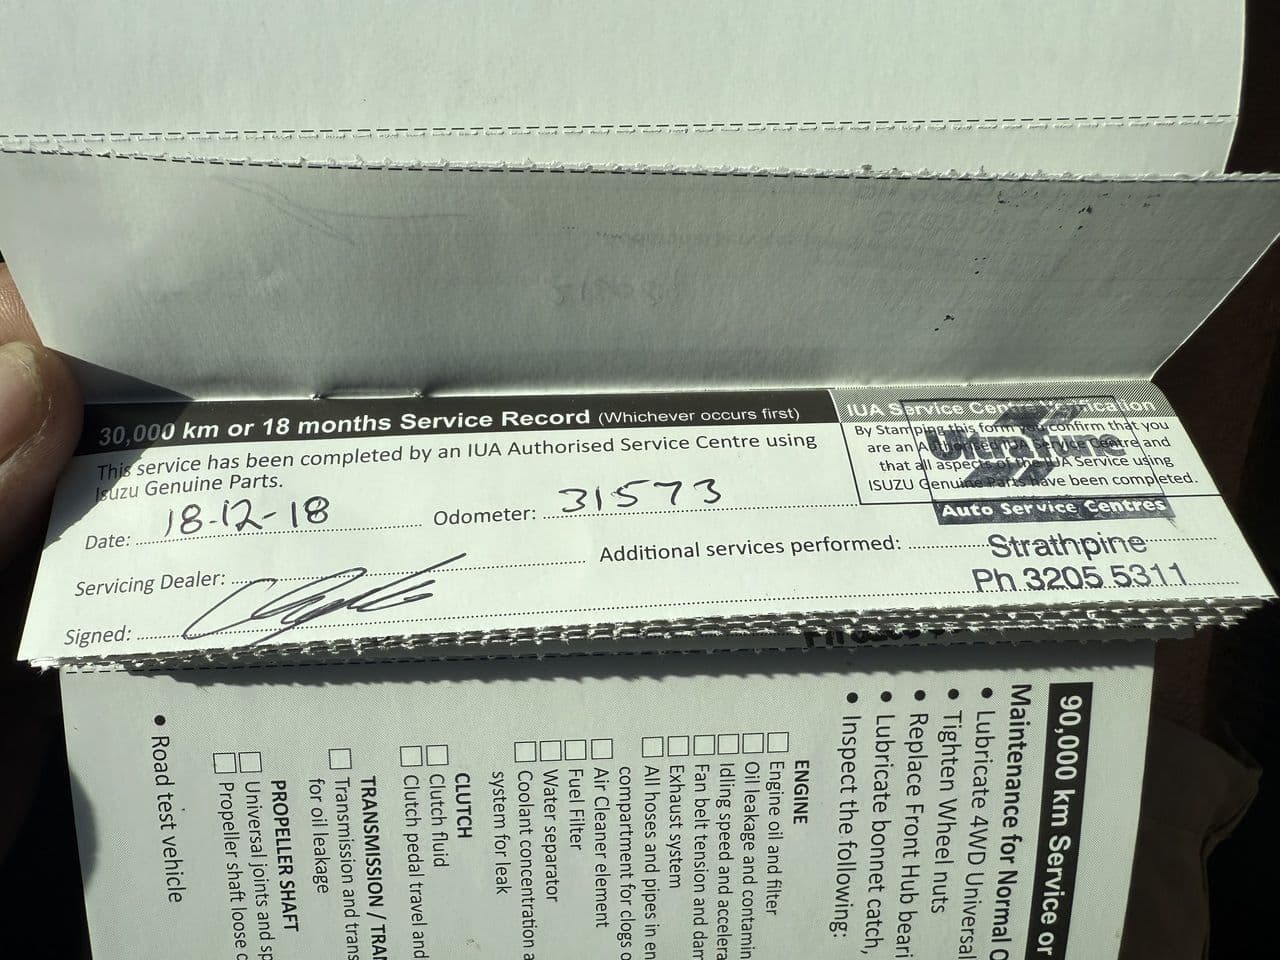 30,000 km or 18 months Service Record (Whichever occurs first)
This service has been completed by an IUA Authorised Service Centre using
Isuzu Genuine Parts.
Date: 18-12-18 Odometer: 31573
Servicing Dealer: Additional services performed:
Signed:
IUA Service Centre Verification
By Stamping this form you confirm that you
are an Authorised IUA Service Centre and
that all aspects of the IUA Service using
ISUZU Genuine Parts have been completed.
Ultra Tune
Auto Service Centres
Strathpine
Ph 3205 5311
90,000 km Service or
Maintenance for Normal
• Lubricate 4WD Universal
• Tighten Wheel nuts
• Replace Front Hub
• Lubricate bonnet catch,
• Inspect the following:
ENGINE
Engine oil and filter
Oil leakage and
Idling speed and
Fan belt tension and
Exhaust system
All hoses and pipes in
compartment for clogs
Air Cleaner element
Fuel Filter
Water separator
Coolant concentration
system for leak
CLUTCH
Clutch fluid
Clutch pedal travel and
TRANSMISSION /
Transmission and
for oil leakage
PROPELLER SHAFT
Universal joints and
Propeller shaft loose
• Road test vehicle